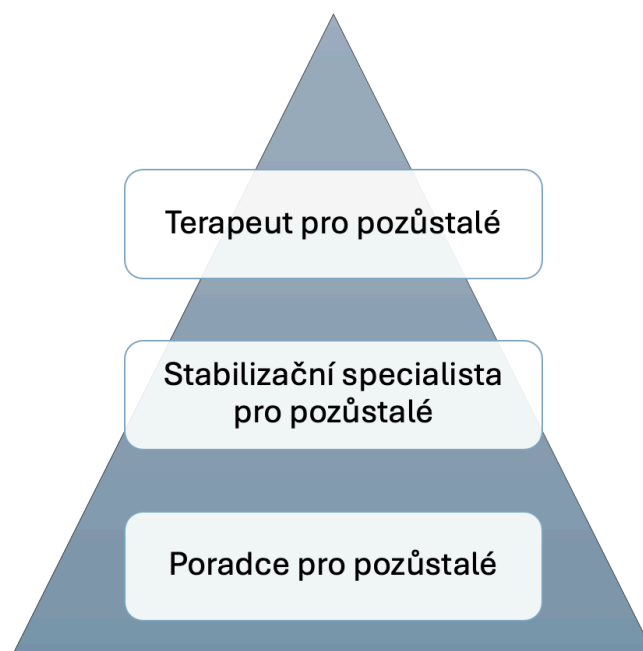 Terapeut pro pozůstalé
Stabilizační specialista
pro pozůstalé
Poradce pro pozůstalé